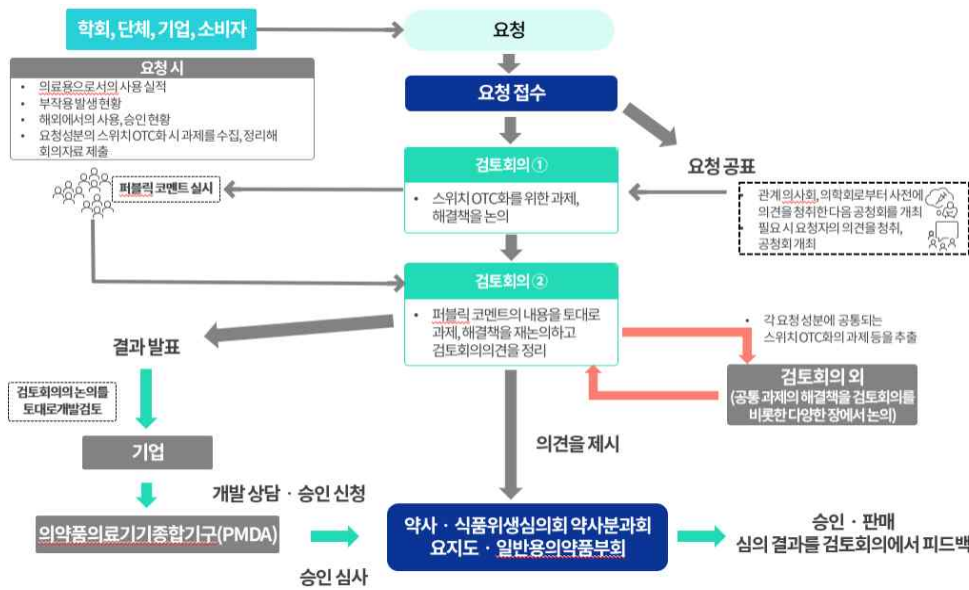 학회, 단체, 기업, 소비자
요청
요청 시
• 의료용으로서의 사용 실적
• 부작용 발생 현황
• 해외에서의 사용, 승인 현황
• 요청성분의 스위치 OTC화 시 과제를 수집, 정리해
회의자료 제출
요청 접수
요청 공표
검토회의 ①
• 스위치 OTC화를 위한 과제,
해결책을 논의
퍼블릭 코멘트 실시
• 관계 의사회, 의학회로부터 사전에
의견을 청취한 다음 공청회를 개최
• 필요 시 요청자의 의견을 청취,
공청회 개최
검토회의 ②
• 퍼블릭 코멘트의 내용을 토대로
과제, 해결책을 재논의하고
검토회의의견을 정리
• 각 요청 성분에 공통되는
스위치 OTC화의 과제 등을 추출
결과 발표
검토회의 외
(공통 과제의 해결책을 검토회의를
비롯한 다양한 장에서 논의)
검토회의의 논의를
토대로개발검토
기업
의견을 제시
개발 상담 · 승인 신청
의약품의료기기종합기구(PMDA)
승인 심사
약사 · 식품위생심의회 약사분과회
요지도 · 일반용의약품부회
승인 · 판매
심의 결과를 검토회의에서 피드백